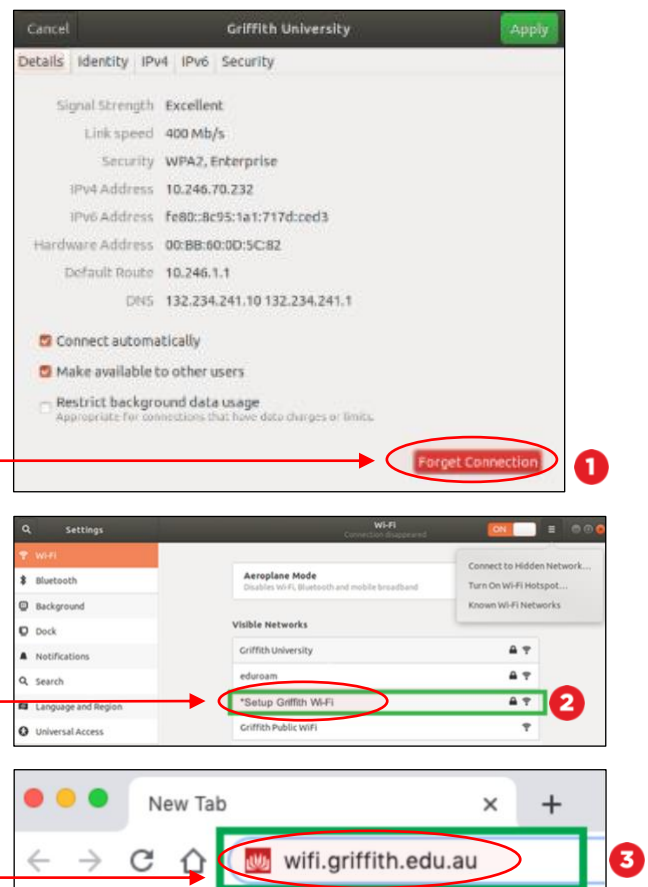 Cancel Griffith University Apply
Details Identity IPv4 IPv6 Security
Signal Strength Excellent
Link speed 400 Mb/s
Security WPA2, Enterprise
IPv4 Address 10.246.70.232
IPv6 Address fe80::8c95:1a1:717d:ced3
Hardware Address 00:BB:60:0D:5C:82
Default Route 10.246.1.1
DNS 132.234.241.10 132.234.241.1
Connect automatically
Make available to other users
Restrict background data usage
Appropriate for connections that have data charges or limits.
Forget Connection 1
Settings Wi-Fi ON
Connection disappeared
Wi-Fi
Connect to Hidden Network...
Bluetooth Aeroplane Mode
Disables Wi-Fi, Bluetooth and mobile broadband
Turn On Wi-Fi Hotspot...
Background Known Wi-Fi Networks
Dock Visible Networks
Notifications Griffith University
Search eduroam
Language and Region *Setup Griffith Wi-Fi 2
Universal Access Griffith Public WiFi
New Tab
wifi.griffith.edu.au 3